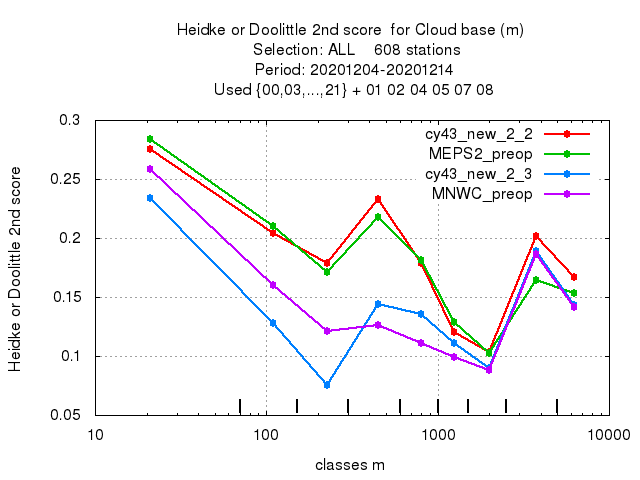 Heidke or Doolittle 2nd score for Cloud base (m)
Selection: ALL 608 stations
Period: 20201204-20201214
Used {00,03,...,21} + 01 02 04 05 07 08
0.3
0.25
0.2
0.15
0.1
0.05
Heidke or Doolittle 2nd score
cy43_new_2_2
MEPS2_preop
cy43_new_2_3
MNWC_preop
10 100 1000 10000
classes m